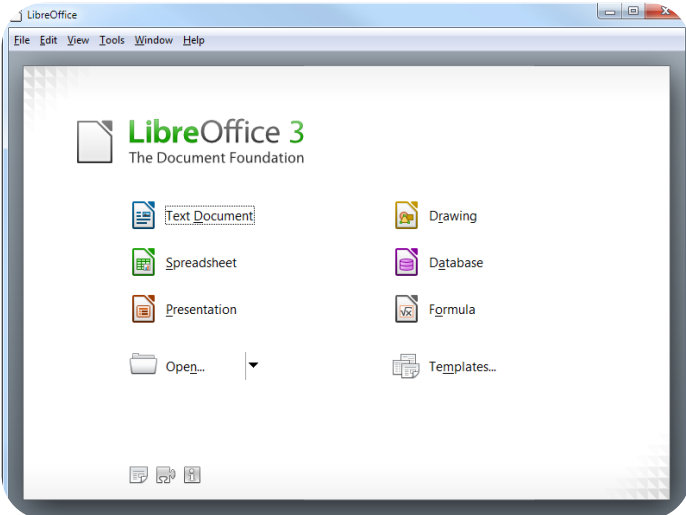 LibreOffice
File Edit View Tools Window Help
LibreOffice 3
The Document Foundation
Text Document
Drawing
Spreadsheet
Database
Presentation
Formula
Open...
Templates...